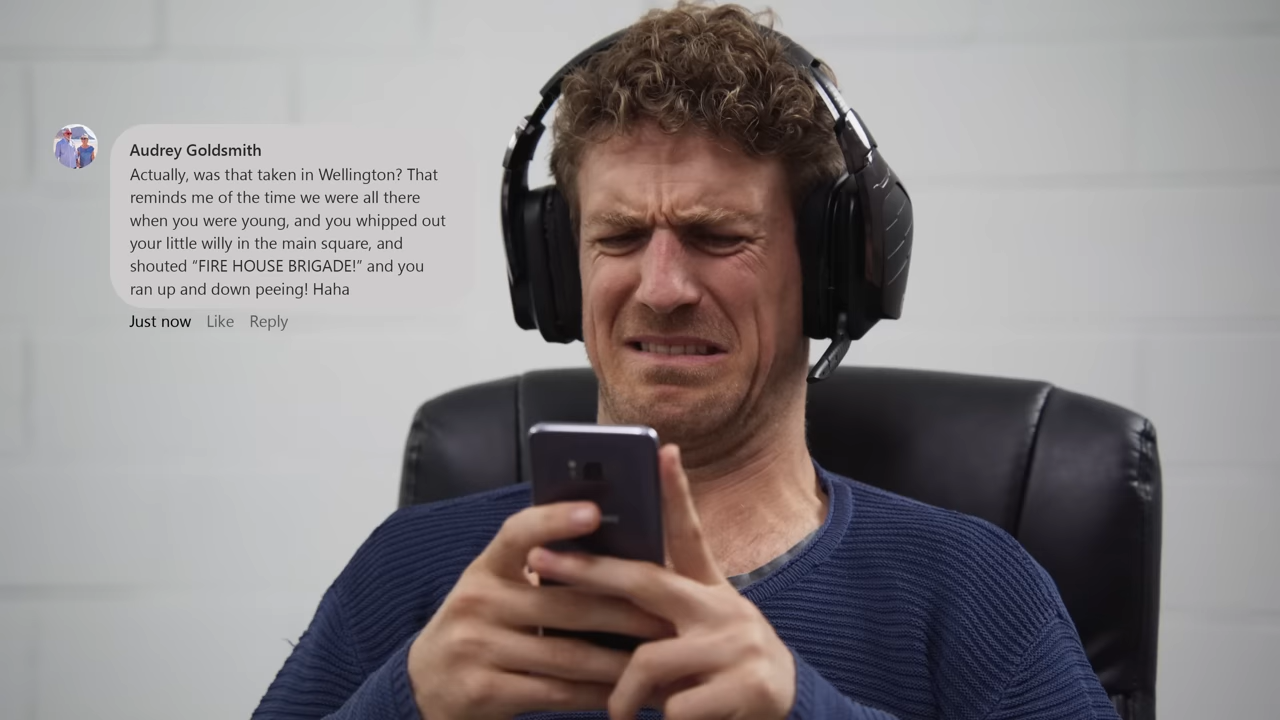 Audrey Goldsmith
Actually, was that taken in Wellington? That
reminds me of the time we were all there
when you were young, and you whipped out
your little willy in the main square, and
shouted “FIRE HOUSE BRIGADE!” and you
ran up and down peeing! Haha
Just now Like Reply